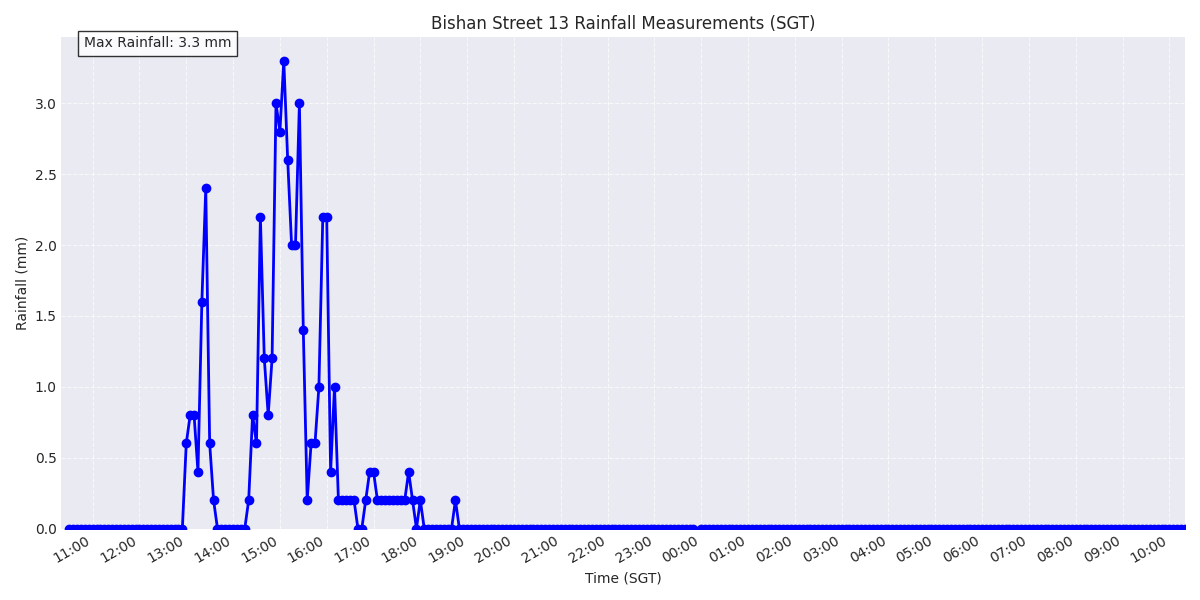 Bishan Street 13 Rainfall Measurements (SGT)
Max Rainfall: 3.3 mm
Rainfall (mm)
3.0
2.5
2.0
1.5
1.0
0.5
0.0
11:00 12:00 13:00 14:00 15:00 16:00 17:00 18:00 19:00 20:00 21:00 22:00 23:00 00:00 01:00 02:00 03:00 04:00 05:00 06:00 07:00 08:00 09:00 10:00
Time (SGT)